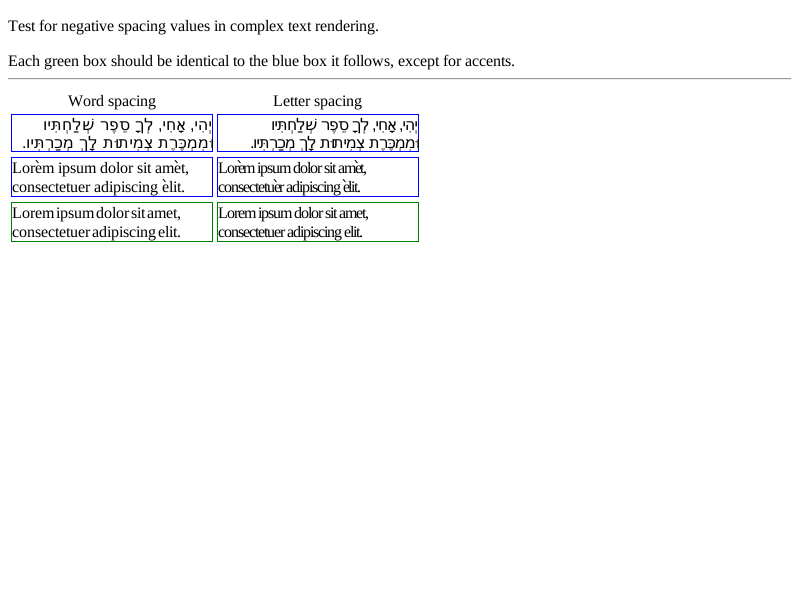 Test for negative spacing values in complex text rendering.
Each green box should be identical to the blue box it follows, except for accents.
Word spacing
Letter spacing
יְהִי, אָחִי, לְךָ סֵפֶר שְׁלַחְתִּיו
וּמִמְכֶּרֶת צְמִיתוּת לָךְ מְכַרְתִּיו.
יְהִי, אָחִי, לְךָ סֵפֶר שְׁלַחְתִּיו
וּמִמְכֶּרֶת צְמִיתוּת לָךְ מְכַרְתִּיו.
Lorem̀ ipsum dolor sit amèt,
consectetuer adipiscing èlit.
Lorèm ipsum dolor sit amèt,
consectetuèr adipiscing èlit.
Lorem ipsum dolor sit amet,
consectetuer adipiscing elit.
Lorem ipsum dolor sit amet,
consectetuer adipiscing elit.